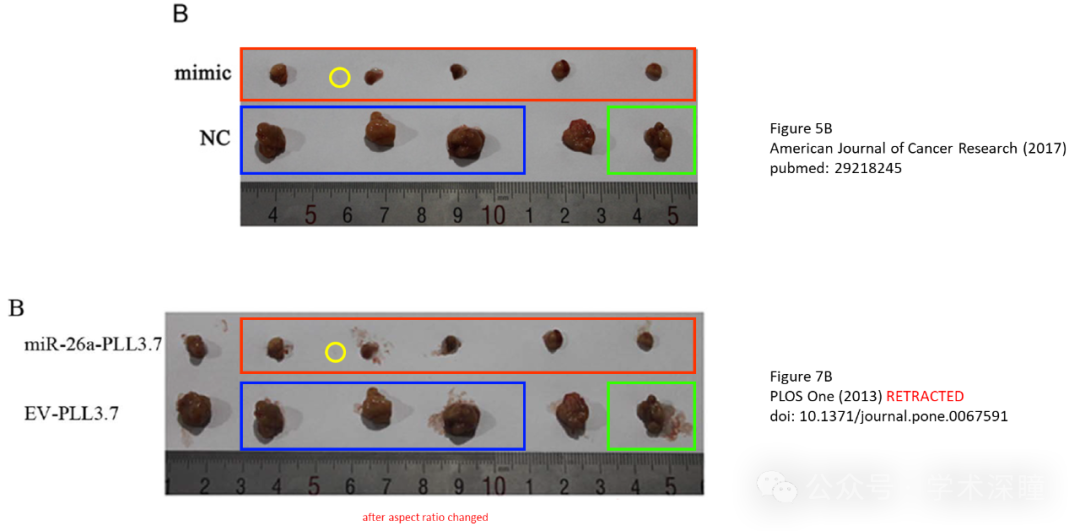 B
mimic
NC
4 5 6 7 8 9 10 1 2 3 4 5
Figure 5B
American Journal of Cancer Research (2017)
pubmed: 29218245
B
miR-26a-PLL3.7
EV-PLL3.7
1 2 3 4 5 6 7 8 9 10 1 2 3 4 5 6
Figure 7B
PLOS One (2013) RETRACTED
doi: 10.1371/journal.pone.0067591
after aspect ratio changed
公众号 · 学术深瞳